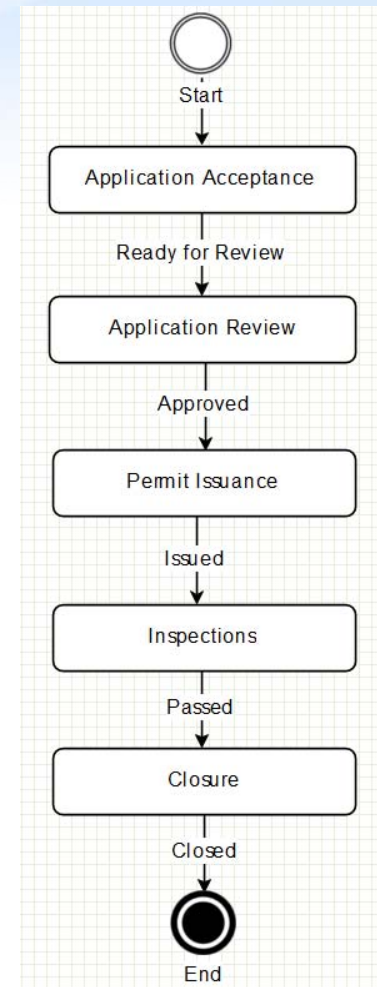 Start
Application Acceptance
Ready for Review
Application Review
Approved
Permit Issuance
Issued
Inspections
Passed
Closure
Closed
End